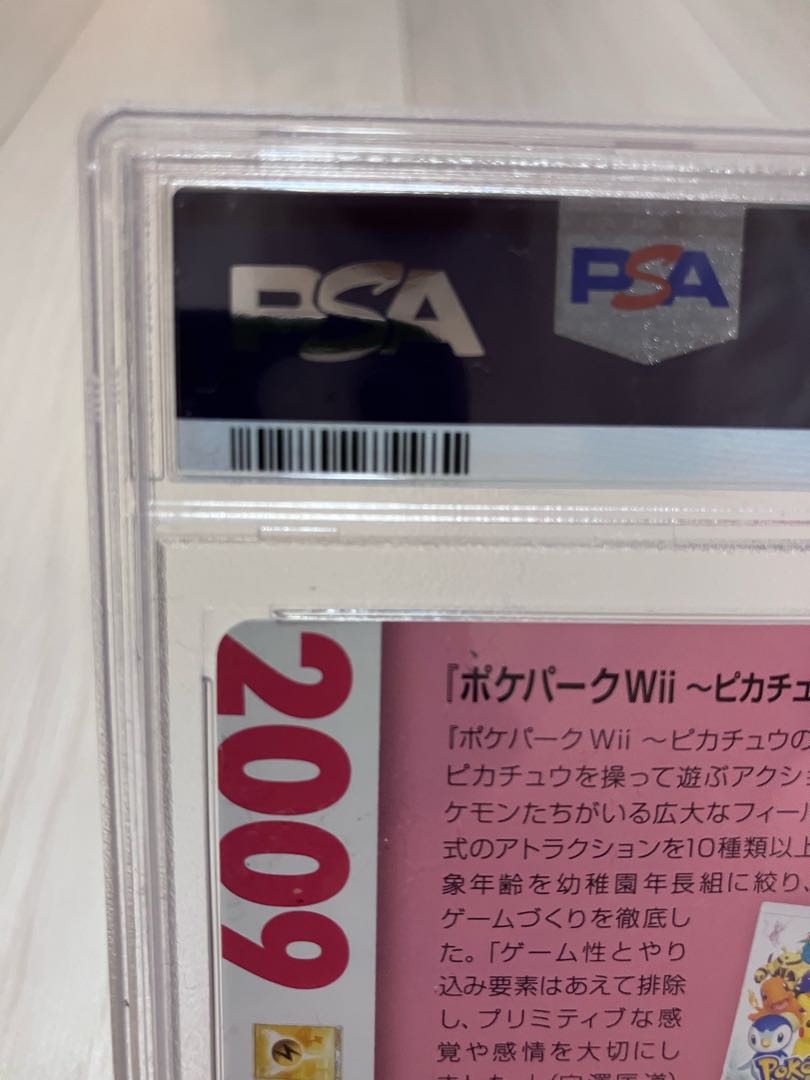 PSA
PSA
2009
『ポケパークWii ～ピカチュ
『ポケパークWii ～ピカチュウの
ピカチュウを操って遊ぶアクシ
ケモンたちがいる広大なフィール
式のアトラクションを10種類以上
象年齢を幼稚園年長組に絞り、
ゲームづくりを徹底し
た。「ゲーム性とやり
込み要素はあえて排除
し、プリミティブな感
覚や感情を大切にし
ました」
Poké